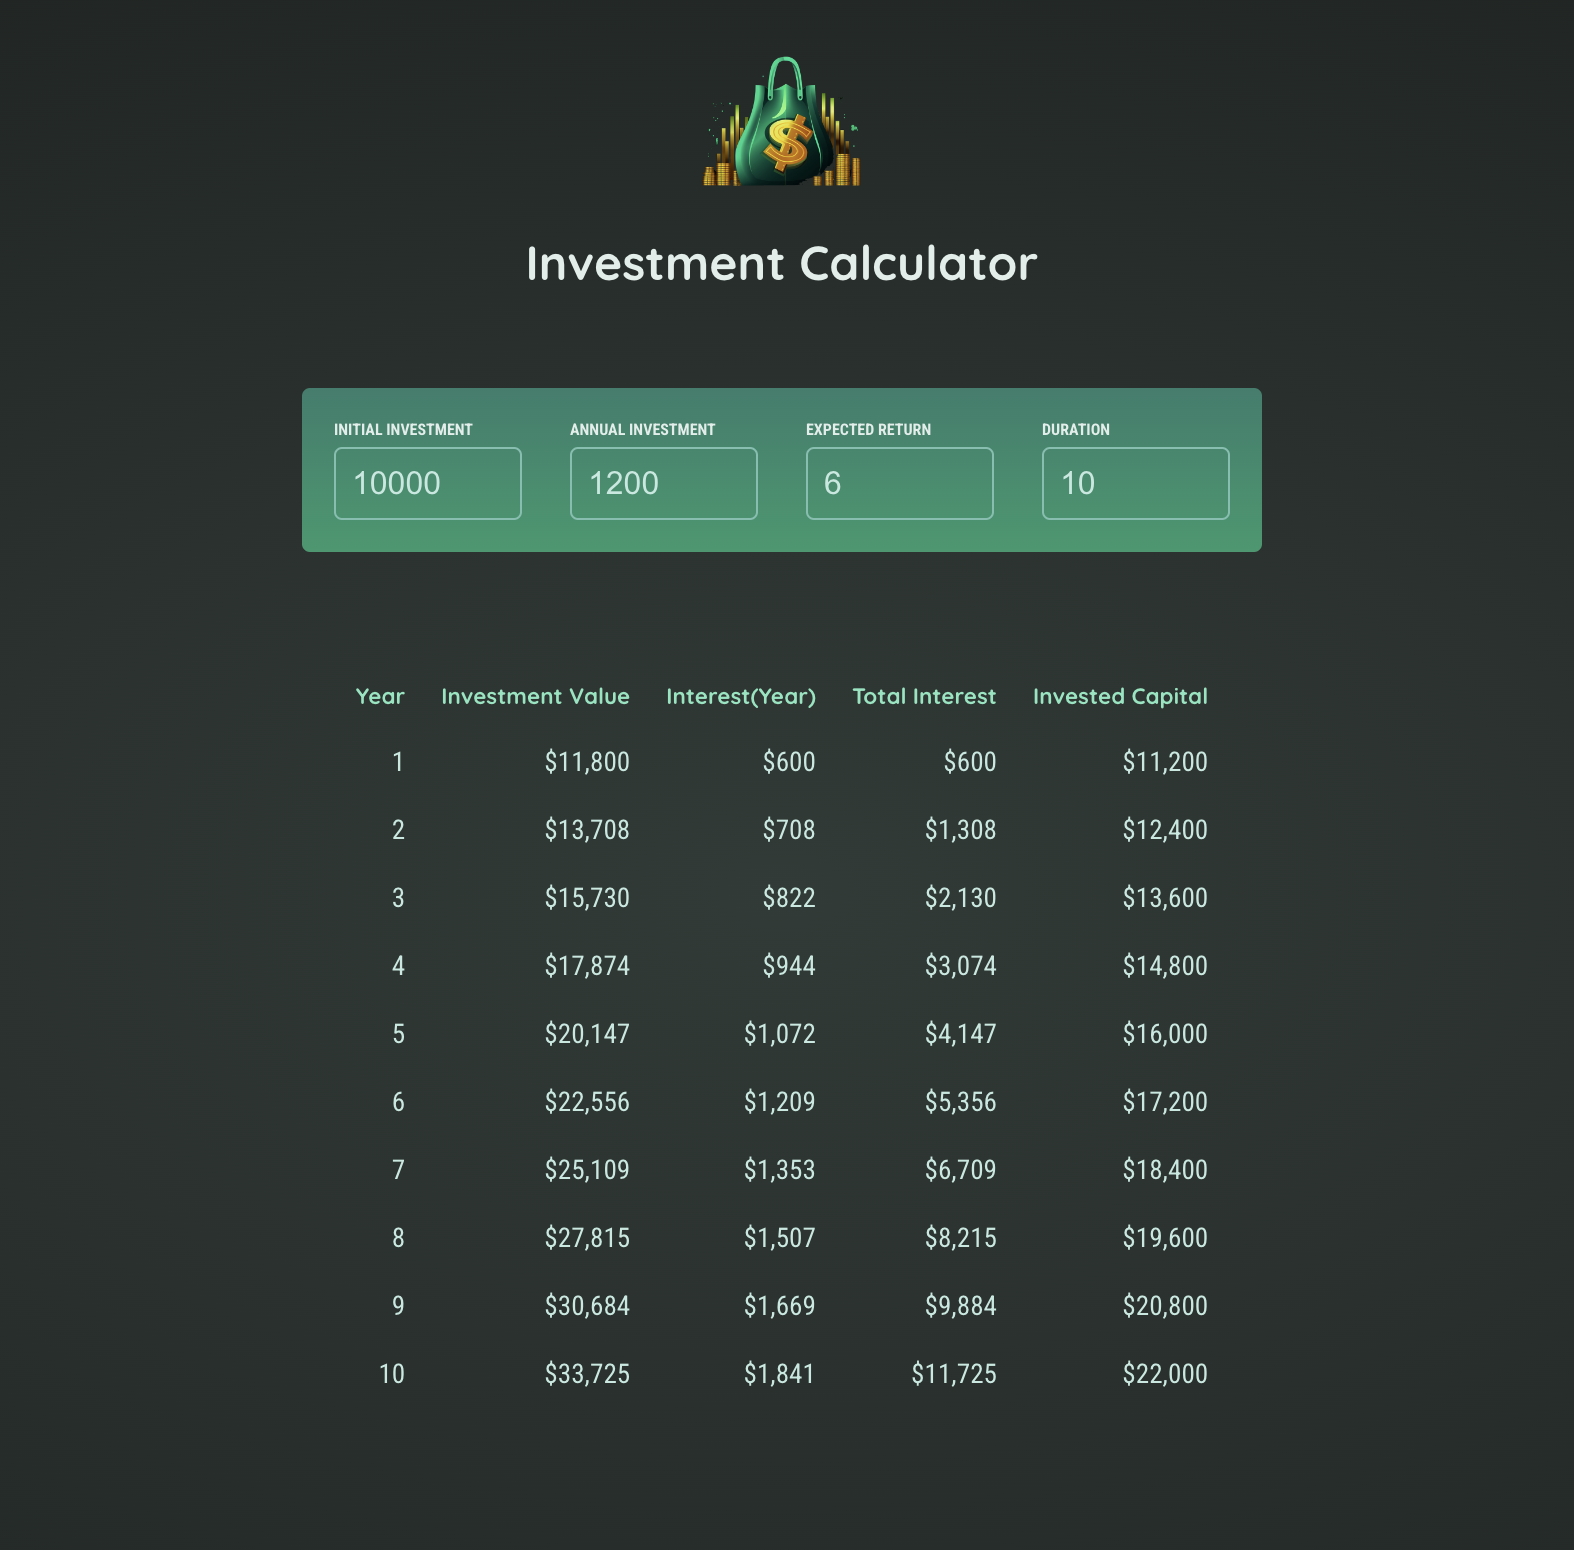 $
Investment Calculator
INITIAL INVESTMENT ANNUAL INVESTMENT EXPECTED RETURN DURATION
10000 1200 6 10
Year Investment Value Interest(Year) Total Interest Invested Capital
1 $11,800 $600 $600 $11,200
2 $13,708 $708 $1,308 $12,400
3 $15,730 $822 $2,130 $13,600
4 $17,874 $944 $3,074 $14,800
5 $20,147 $1,072 $4,147 $16,000
6 $22,556 $1,209 $5,356 $17,200
7 $25,109 $1,353 $6,709 $18,400
8 $27,815 $1,507 $8,215 $19,600
9 $30,684 $1,669 $9,884 $20,800
10 $33,725 $1,841 $11,725 $22,000